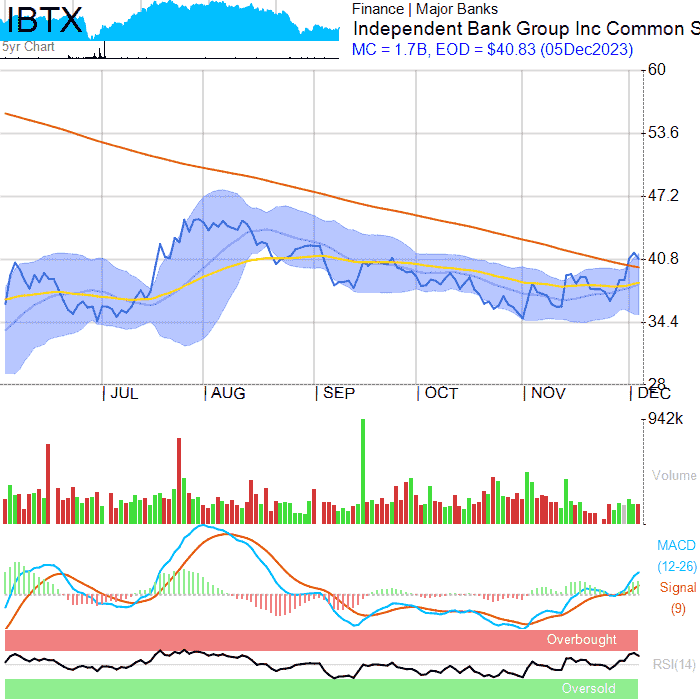 IBTX
5yr Chart
Finance | Major Banks
Independent Bank Group Inc Common S
MC = 1.7B, EOD = $40.83 (05Dec2023)
60
53.6
47.2
40.8
34.4
28
JUL
AUG
SEP
OCT
NOV
DEC
942k
Volume
MACD
(12-26)
Signal
(9)
Overbought
RSI(14)
Oversold